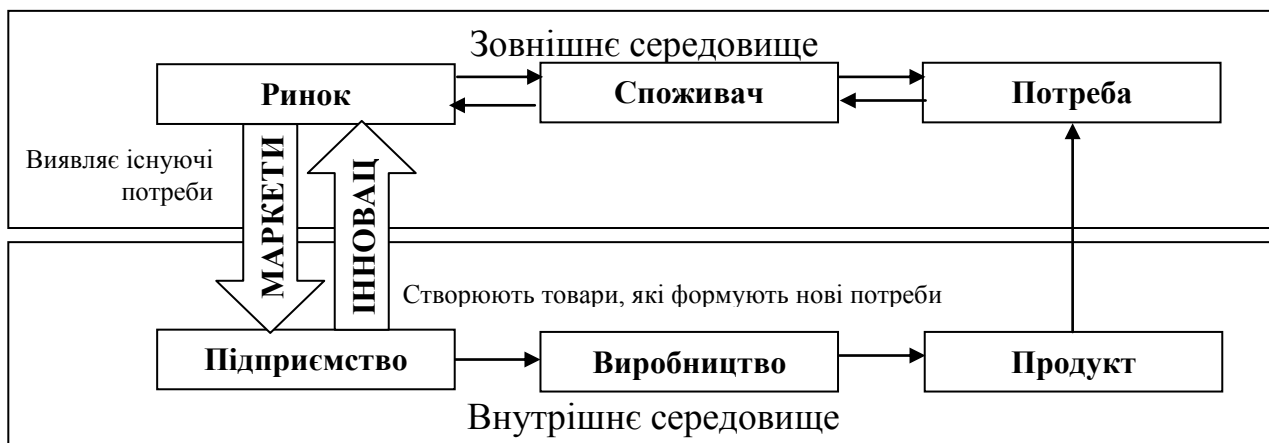 Зовнішнє середовище
Ринок
Споживач
Потреба
Виявляє існуючі
потреби
МАРКЕТИ
ІННОВАЦ
Створюють товари, які формують нові потреби
Підприємство
Виробництво
Продукт
Внутрішнє середовище